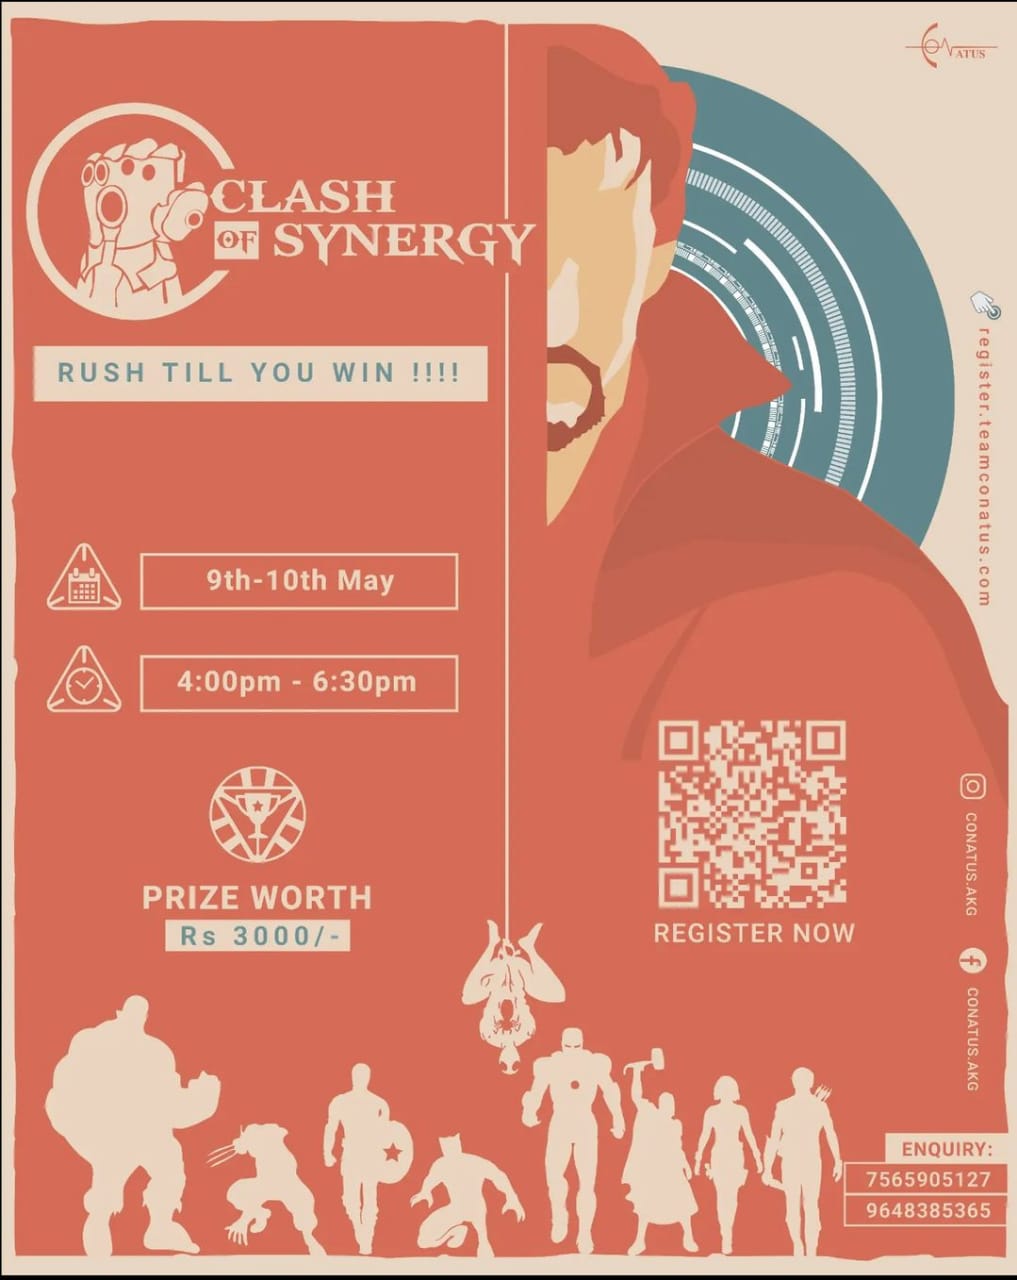 CONATUS
CLASH
OF SYNERGY
RUSH TILL YOU WIN !!!!
register.teamconatus.com
9th-10th May
4:00pm - 6:30pm
PRIZE WORTH
Rs 3000/-
REGISTER NOW
CONATUS.AKG
CONATUS.AKG
ENQUIRY:
7565905127
9648385365